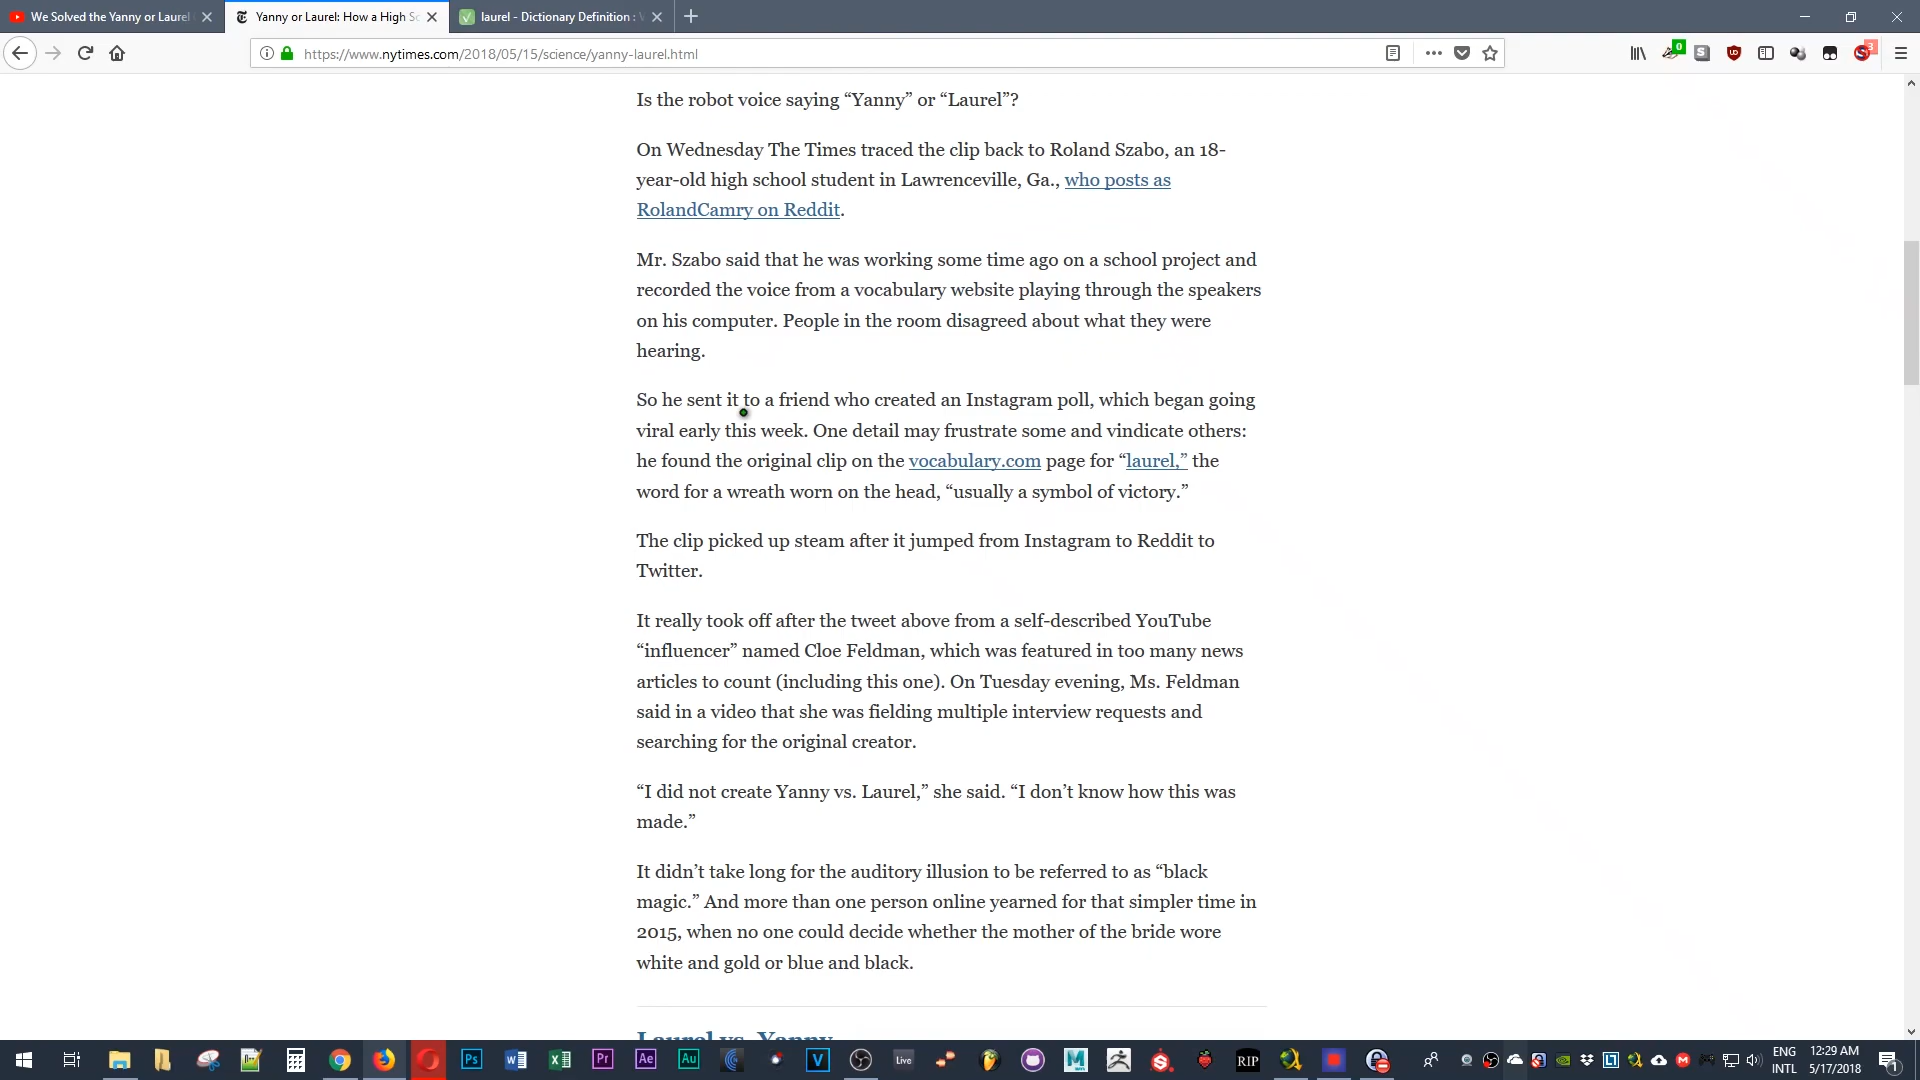 We Solved the Yanny or Laurel
Yanny or Laurel: How a High Sc
laurel - Dictionary Definition : V
https://www.nytimes.com/2018/05/15/science/yanny-laurel.html
0
3
Is the robot voice saying “Yanny” or “Laurel”?
On Wednesday The Times traced the clip back to Roland Szabo, an 18-
year-old high school student in Lawrenceville, Ga., who posts as
RolandCamry on Reddit.
Mr. Szabo said that he was working some time ago on a school project and
recorded the voice from a vocabulary website playing through the speakers
on his computer. People in the room disagreed about what they were
hearing.
So he sent it to a friend who created an Instagram poll, which began going
viral early this week. One detail may frustrate some and vindicate others:
he found the original clip on the vocabulary.com page for “laurel,” the
word for a wreath worn on the head, “usually a symbol of victory.”
The clip picked up steam after it jumped from Instagram to Reddit to
Twitter.
It really took off after the tweet above from a self-described YouTube
“influencer” named Cloe Feldman, which was featured in too many news
articles to count (including this one). On Tuesday evening, Ms. Feldman
said in a video that she was fielding multiple interview requests and
searching for the original creator.
“I did not create Yanny vs. Laurel,” she said. “I don’t know how this was
made.”
It didn’t take long for the auditory illusion to be referred to as “black
magic.” And more than one person online yearned for that simpler time in
2015, when no one could decide whether the mother of the bride wore
white and gold or blue and black.
Laurel vs. Yanny
Ps
Pr
Ae
Au
V
Live
RIP
ENG
INTL
12:29 AM
5/17/2018
1